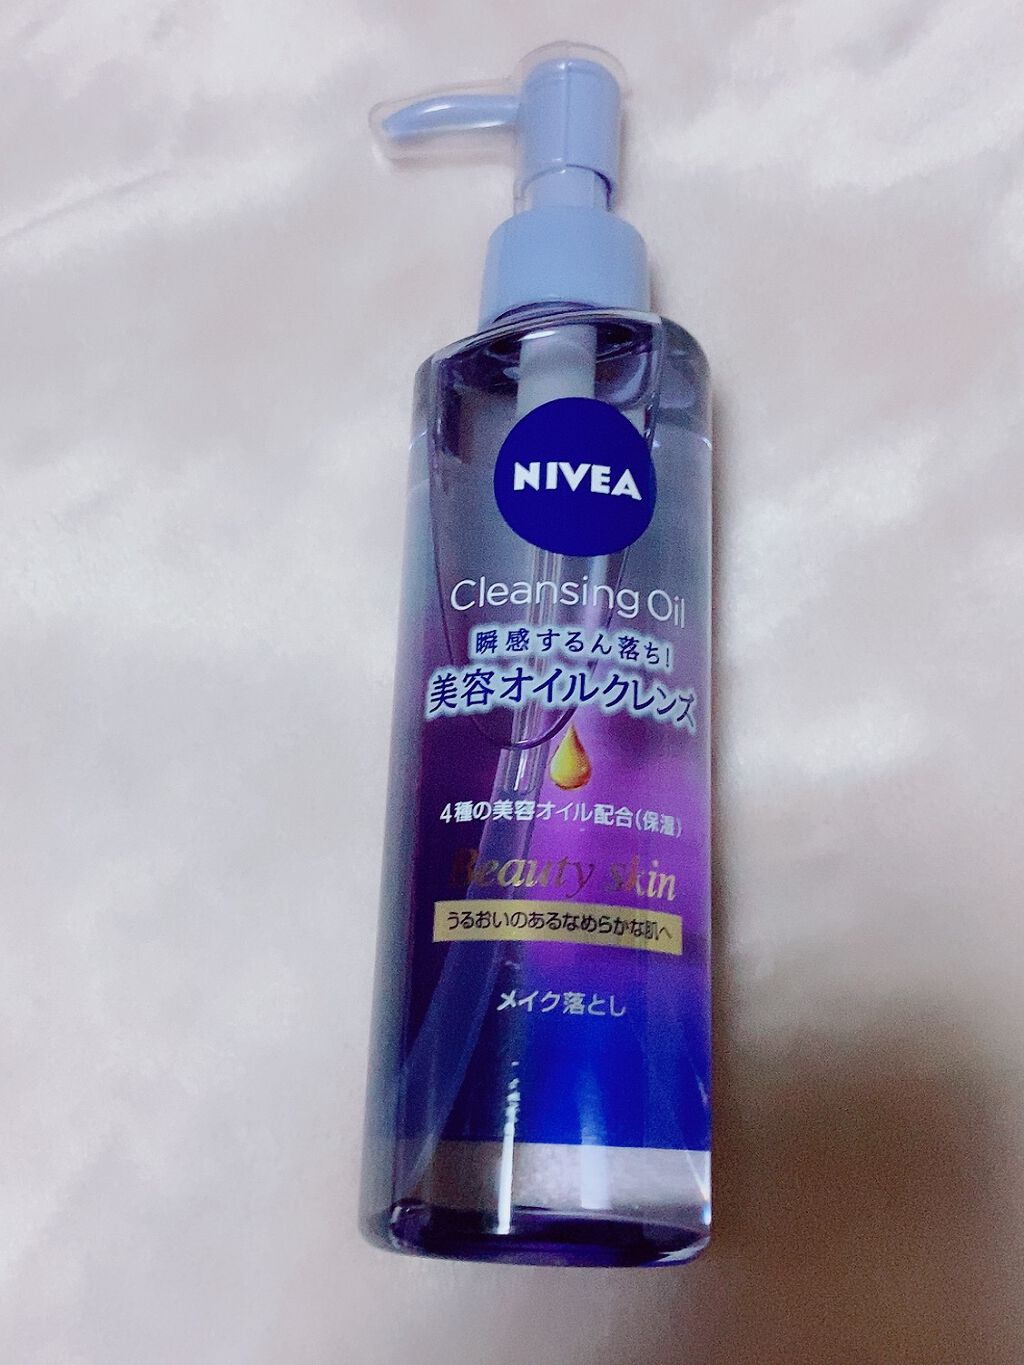 NIVEA
Cleansing Oil
瞬感するん落ち!
美容オイルクレンズ
4種の美容オイル配合(保湿)
Beauty skin
うるおいのあるなめらかな肌へ
メイク落とし